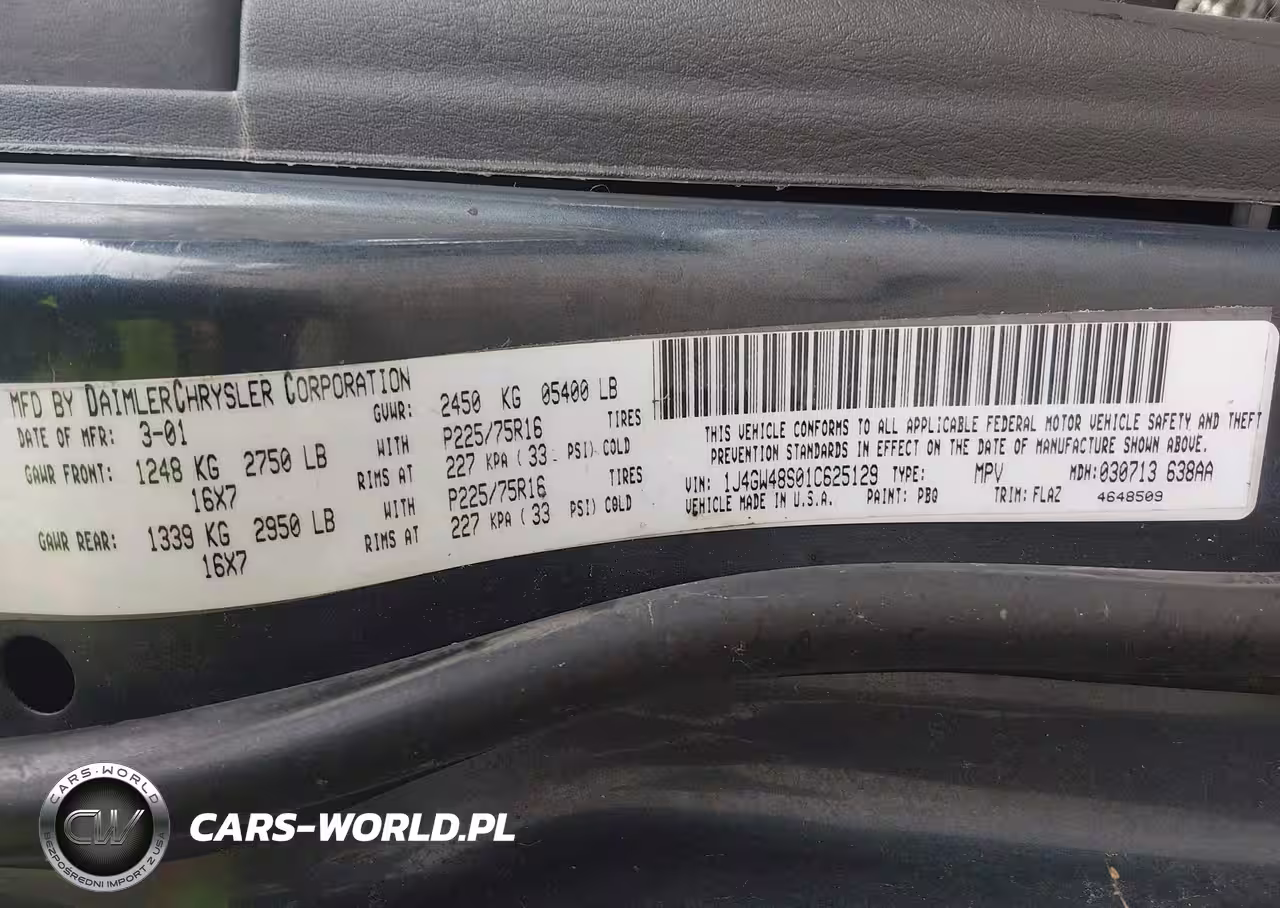 MFD BY DAIMLERCHRYSLER CORPORATION
DATE OF MFR: 3-01 GVWR: 2450 KG 05400 LB
GAWR FRONT: 1248 KG 2750 LB WITH P225/75R16 TIRES
16X7 RIMS AT 227 KPA ( 33 PSI) COLD
GAWR REAR: 1339 KG 2950 LB WITH P225/75R16 TIRES
16X7 RIMS AT 227 KPA ( 33 PSI) COLD
THIS VEHICLE CONFORMS TO ALL APPLICABLE FEDERAL MOTOR VEHICLE SAFETY AND THEFT
PREVENTION STANDARDS IN EFFECT ON THE DATE OF MANUFACTURE SHOWN ABOVE.
VIN: 1J4GW48S01C625129 TYPE: MPV MDH:030713 638AA
VEHICLE MADE IN U.S.A. PAINT: PBQ TRIM: FLAZ 4648509
CARS-WORLD
CW
BEZPOŚREDNI IMPORT Z USA
CARS-WORLD.PL